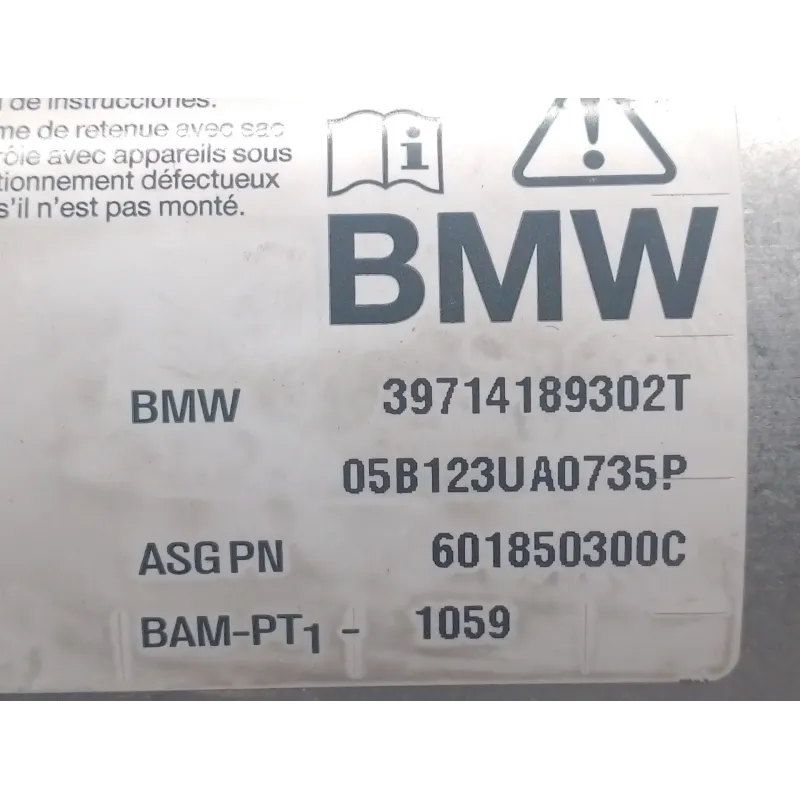 de instrucciones.
me de retenue avec sac
rôle avec appareils sous
tionnement défectueux
s'il n'est pas monté.
i
BMW
BMW 39714189302T
05B123UA0735P
ASG PN 601850300C
BAM-PT1 - 1059